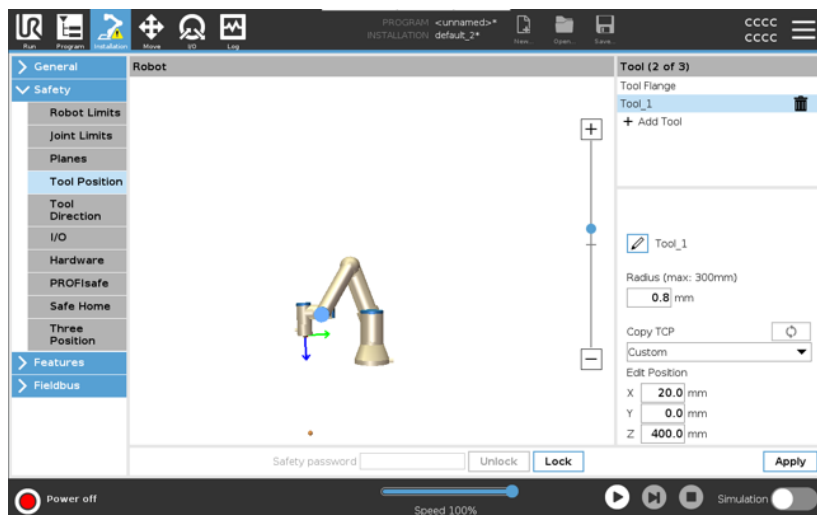 UR
PROGRAM <unnamed>*
INSTALLATION default_2*
CCCC
CCCC
Run Program Installation Move I/O Log New... Open... Save...
General
Robot
Tool (2 of 3)
Safety
Tool Flange
Robot Limits
Tool_1
Joint Limits
+ Add Tool
Planes
Tool Position
Tool
Direction
I/O
Hardware
PROFIsafe
Safe Home
Three
Position
Features
Fieldbus
Tool_1
Radius (max: 300mm)
0.8 mm
Copy TCP
Custom
Edit Position
X 20.0 mm
Y 0.0 mm
Z 400.0 mm
Safety password Unlock Lock
Apply
Power off
Speed 100%
Simulation